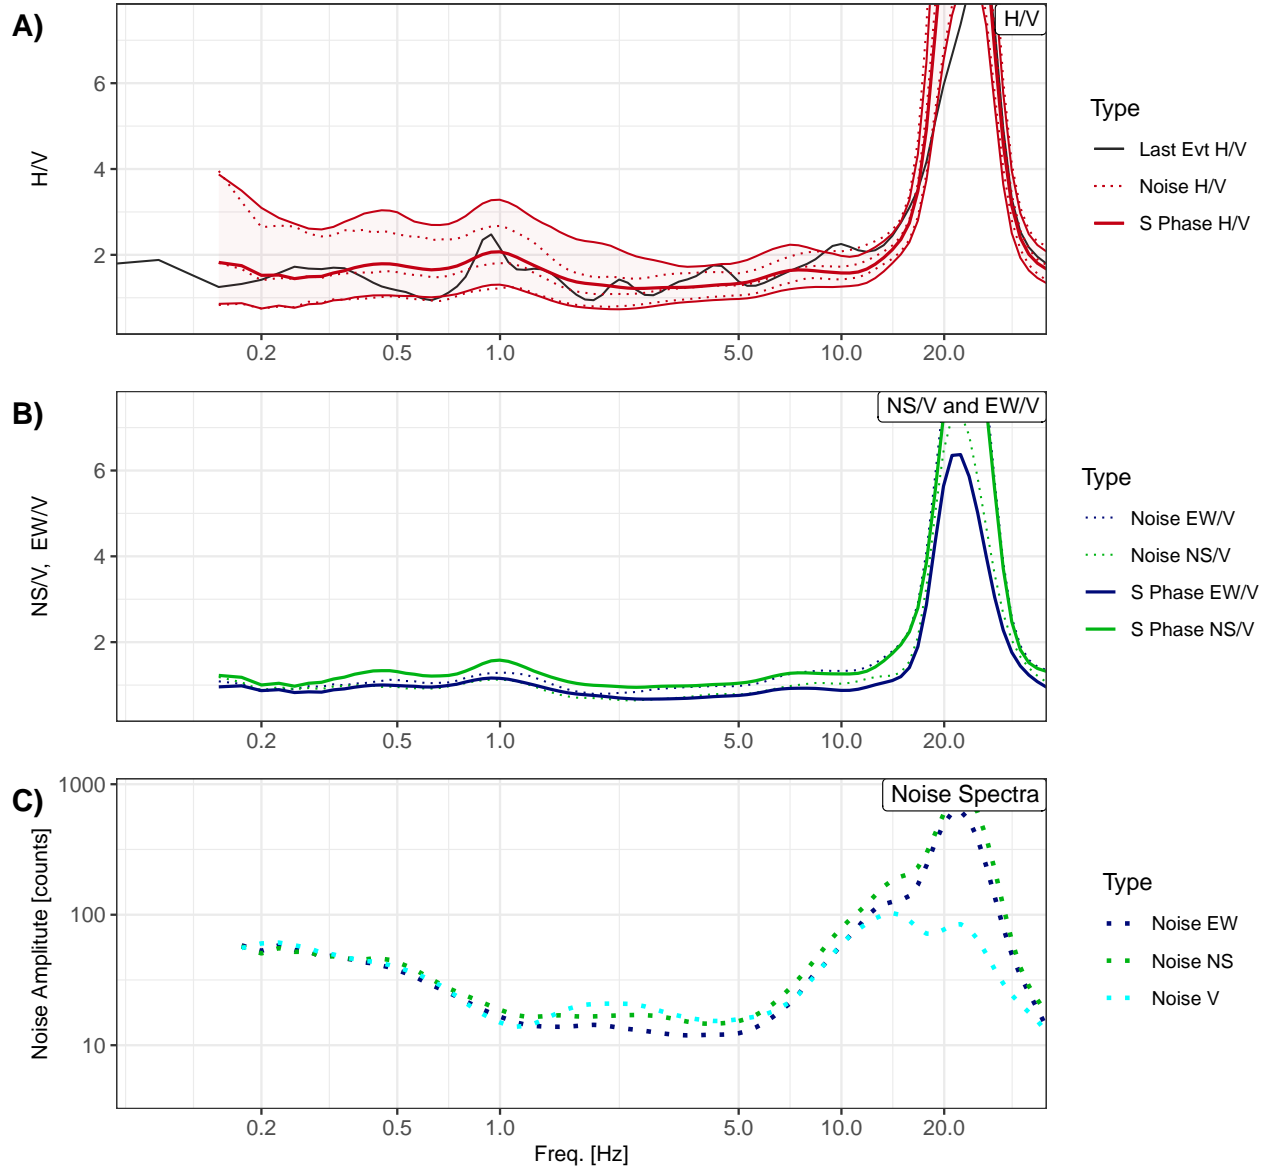 A)
H/V
6
4
2
H/V
0.2 0.5 1.0 5.0 10.0 20.0
Type
Last Evt H/V
Noise H/V
S Phase H/V
B)
NS/V and EW/V
6
4
2
NS/V, EW/V
0.2 0.5 1.0 5.0 10.0 20.0
Type
Noise EW/V
Noise NS/V
S Phase EW/V
S Phase NS/V
C)
Noise Spectra
1000
100
10
Noise Amplitute [counts]
0.2 0.5 1.0 5.0 10.0 20.0
Freq. [Hz]
Type
Noise EW
Noise NS
Noise V